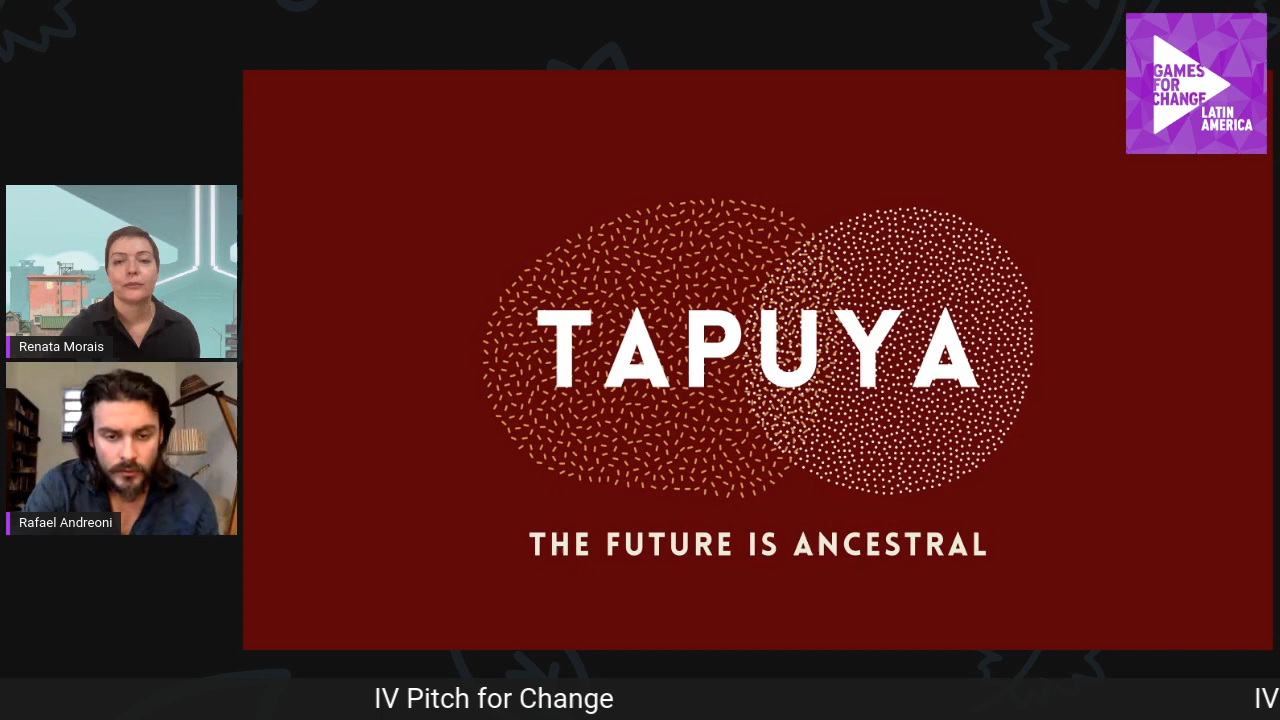 GAMES
FOR
CHANGE
LATIN
AMERICA
Renata Morais
Rafael Andreoni
TAPUYA
THE FUTURE IS ANCESTRAL
IV Pitch for Change
IV